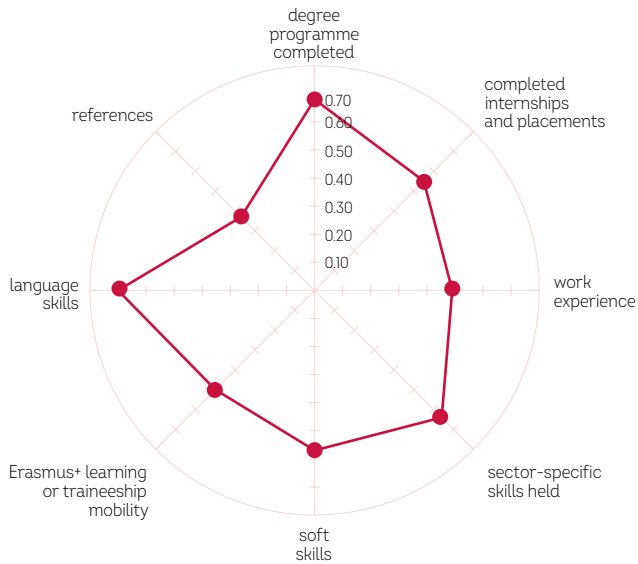 degree
programme
completed
completed
internships
and placements
references
0.70
0.60
0.50
0.40
0.30
0.20
0.10
language
skills
work
experience
Erasmus+ learning
or traineeship
mobility
sector-specific
skills held
soft
skills